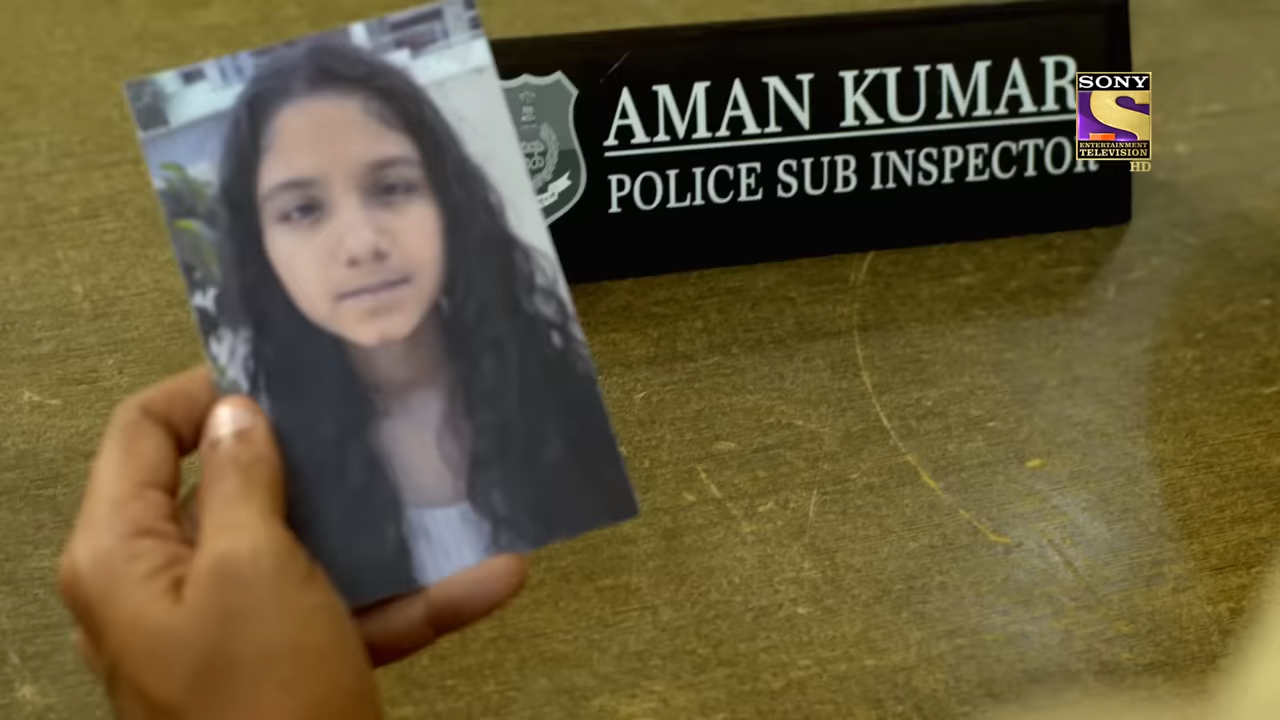 AMAN KUMAR
POLICE SUB INSPECTOR
SONY
S
ENTERTAINMENT
TELEVISION
HD